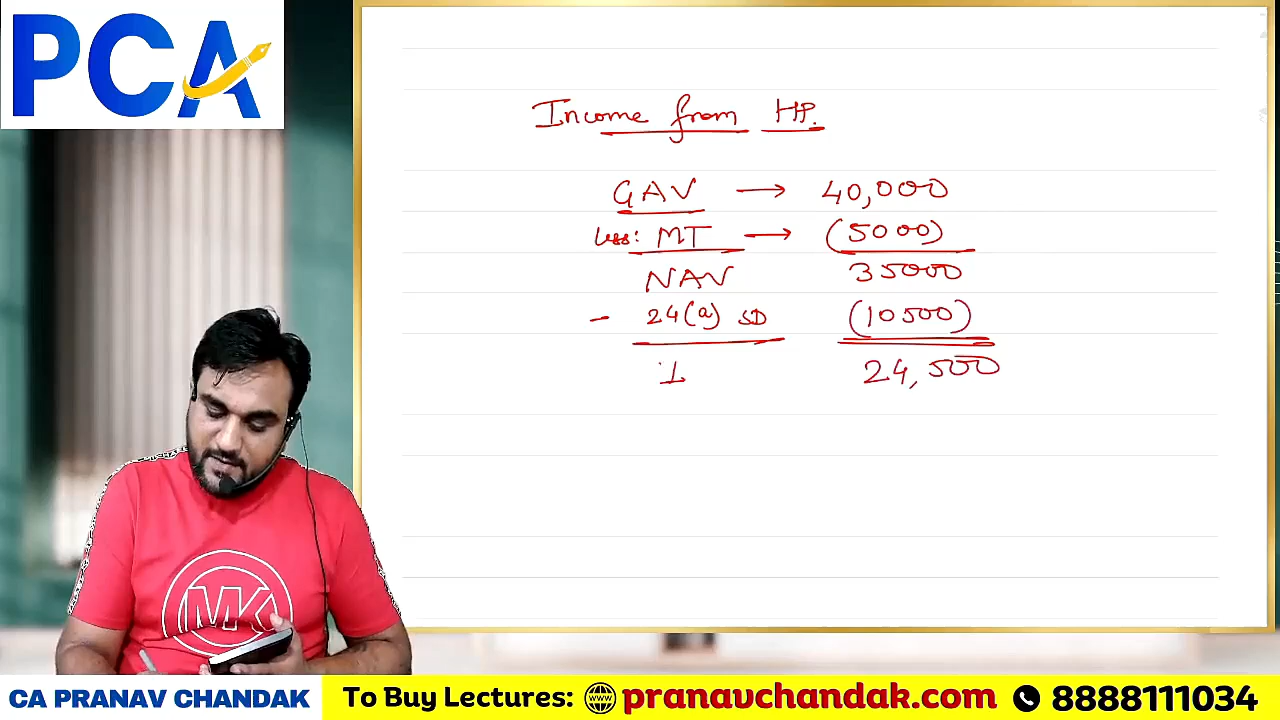 PCA
Income from HP.
GAV → 40,000
less: MT → (5000)
NAV 35000
- 24(a) SD (10500)
I 24,500
MK
CA PRANAV CHANDAK
To Buy Lectures: pranavchandak.com 8888111034